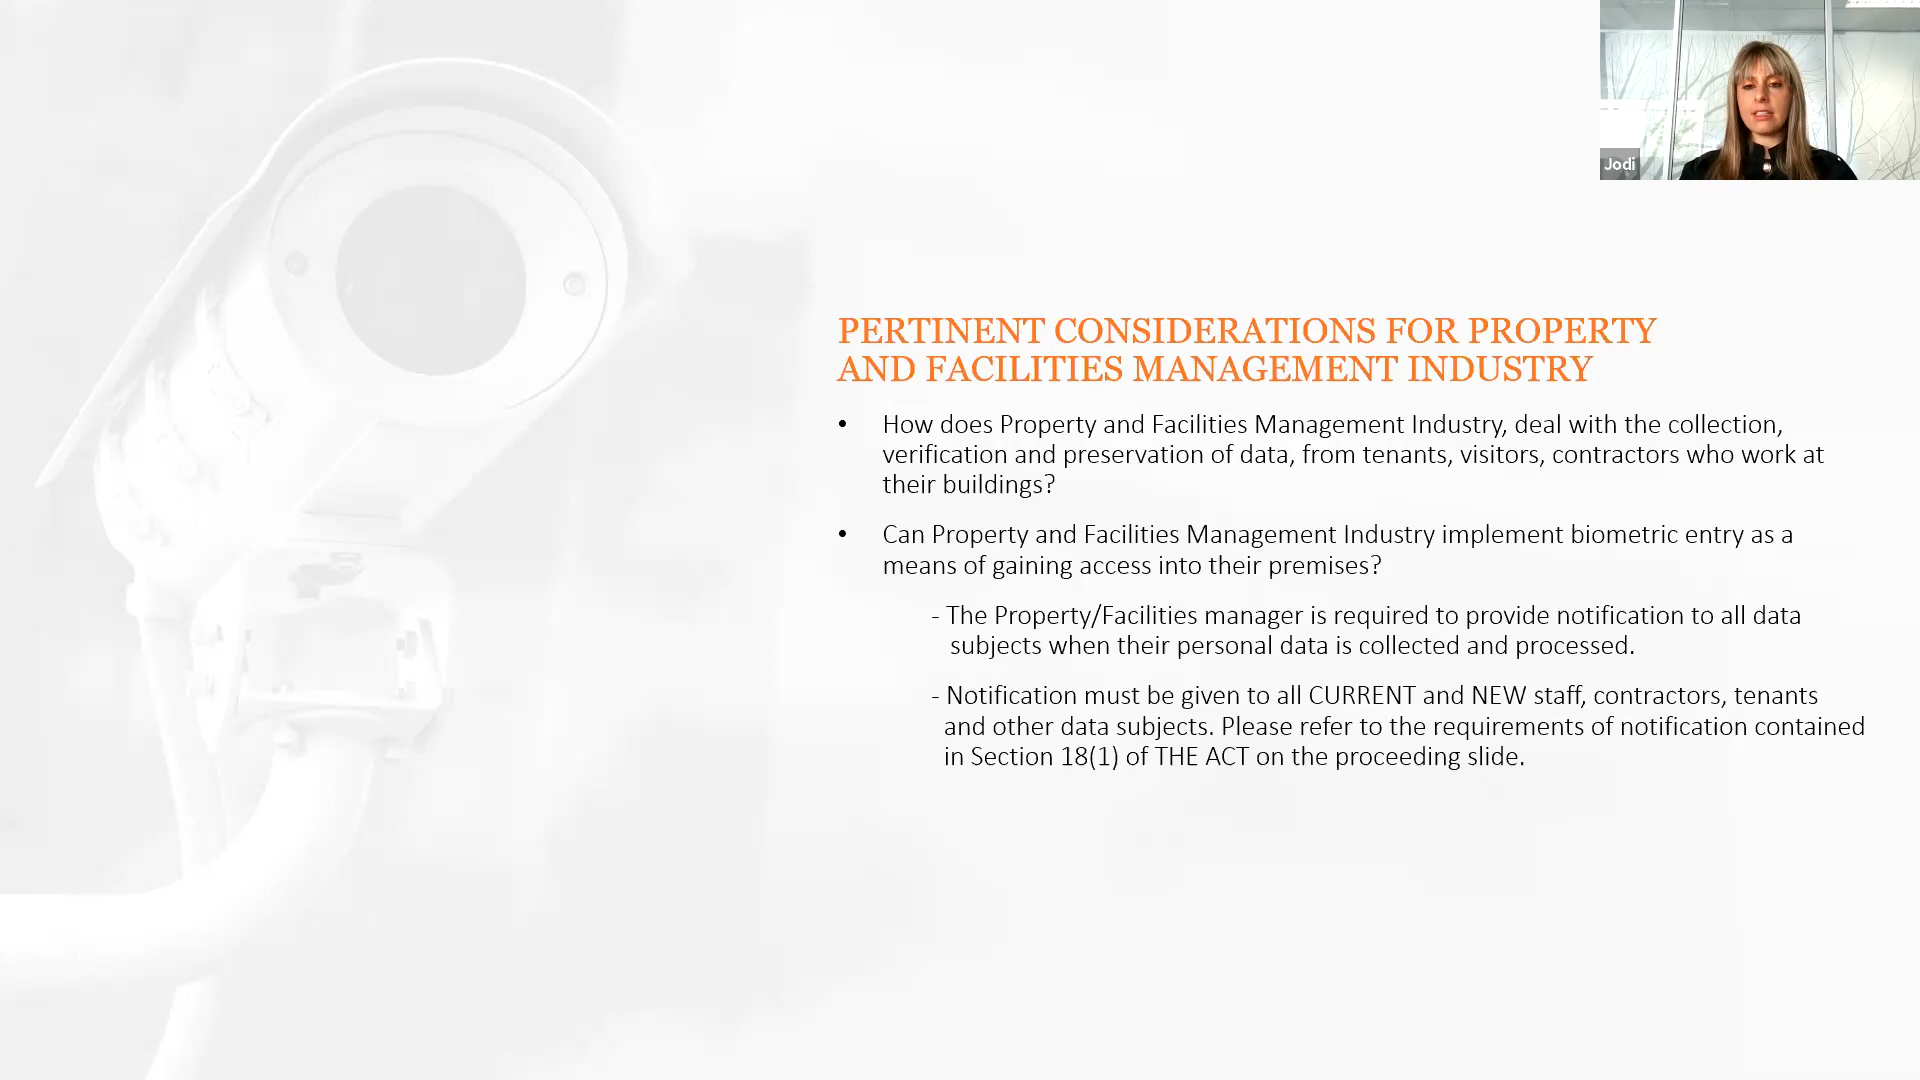 Jodi
PERTINENT CONSIDERATIONS FOR PROPERTY
AND FACILITIES MANAGEMENT INDUSTRY
• How does Property and Facilities Management Industry, deal with the collection,
verification and preservation of data, from tenants, visitors, contractors who work at
their buildings?
• Can Property and Facilities Management Industry implement biometric entry as a
means of gaining access into their premises?
- The Property/Facilities manager is required to provide notification to all data
subjects when their personal data is collected and processed.
- Notification must be given to all CURRENT and NEW staff, contractors, tenants
and other data subjects. Please refer to the requirements of notification contained
in Section 18(1) of THE ACT on the proceeding slide.